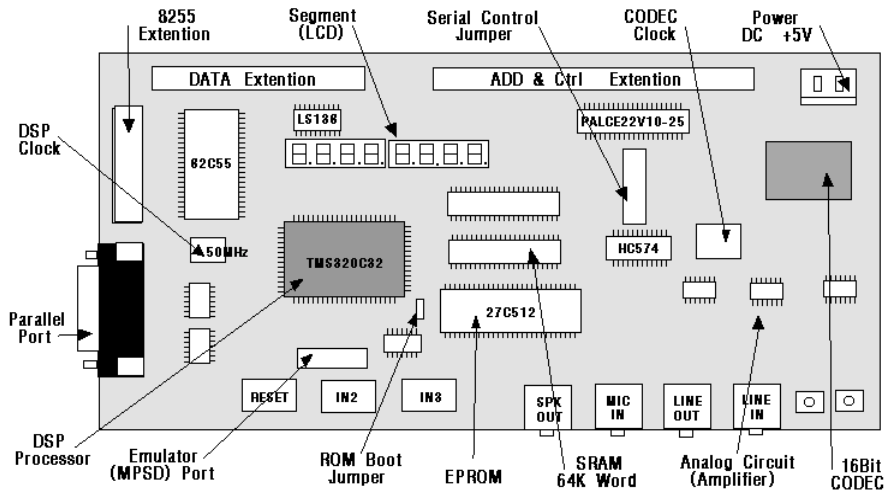 8255
Extention
Segment
(LCD)
Serial Control
Jumper
CODEC
Clock
Power
DC +5V
DATA Extention
ADD & Ctrl Extention
DSP
Clock
LS138
PALCE22V10-25
82C55
50MHz
TMS320C32
HC574
27C512
Parallel
Port
RESET
IN2
IN3
SPK
OUT
MIC
IN
LINE
OUT
LINE
IN
DSP
Processor
Emulator
(MPSD) Port
ROM Boot
Jumper
EPROM
SRAM
64K Word
Analog Circuit
(Amplifier)
16Bit
CODEC